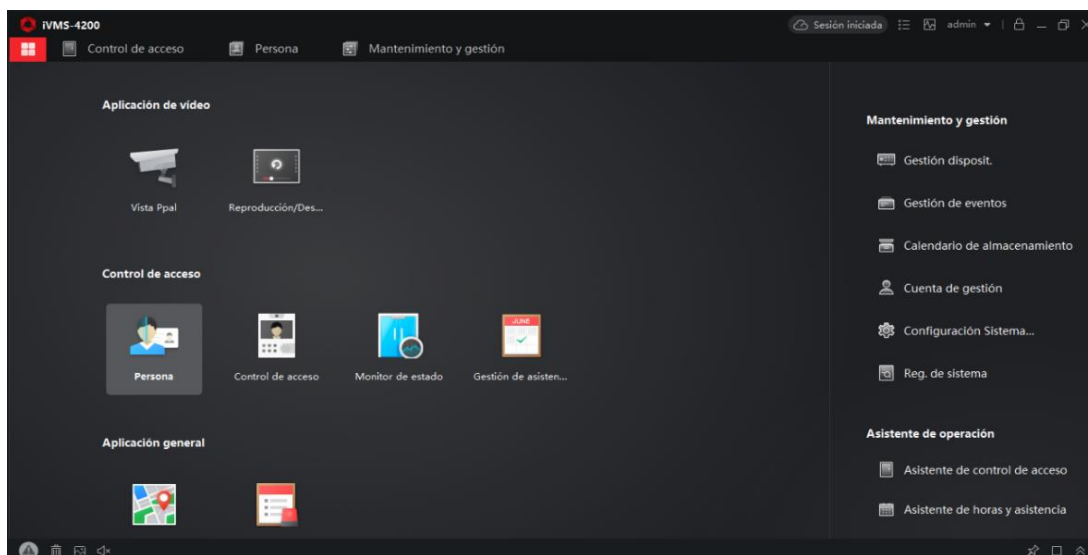 iVMS-4200
Sesión iniciada
admin
Control de acceso
Persona
Mantenimiento y gestión
Aplicación de vídeo
Vista Ppal
Reproducción/Des...
Control de acceso
JUNE
Persona
Control de acceso
Monitor de estado
Gestión de asisten...
Aplicación general
Mantenimiento y gestión
Gestión disposit.
Gestión de eventos
Calendario de almacenamiento
Cuenta de gestión
Configuración Sistema...
Reg. de sistema
Asistente de operación
Asistente de control de acceso
Asistente de horas y asistencia